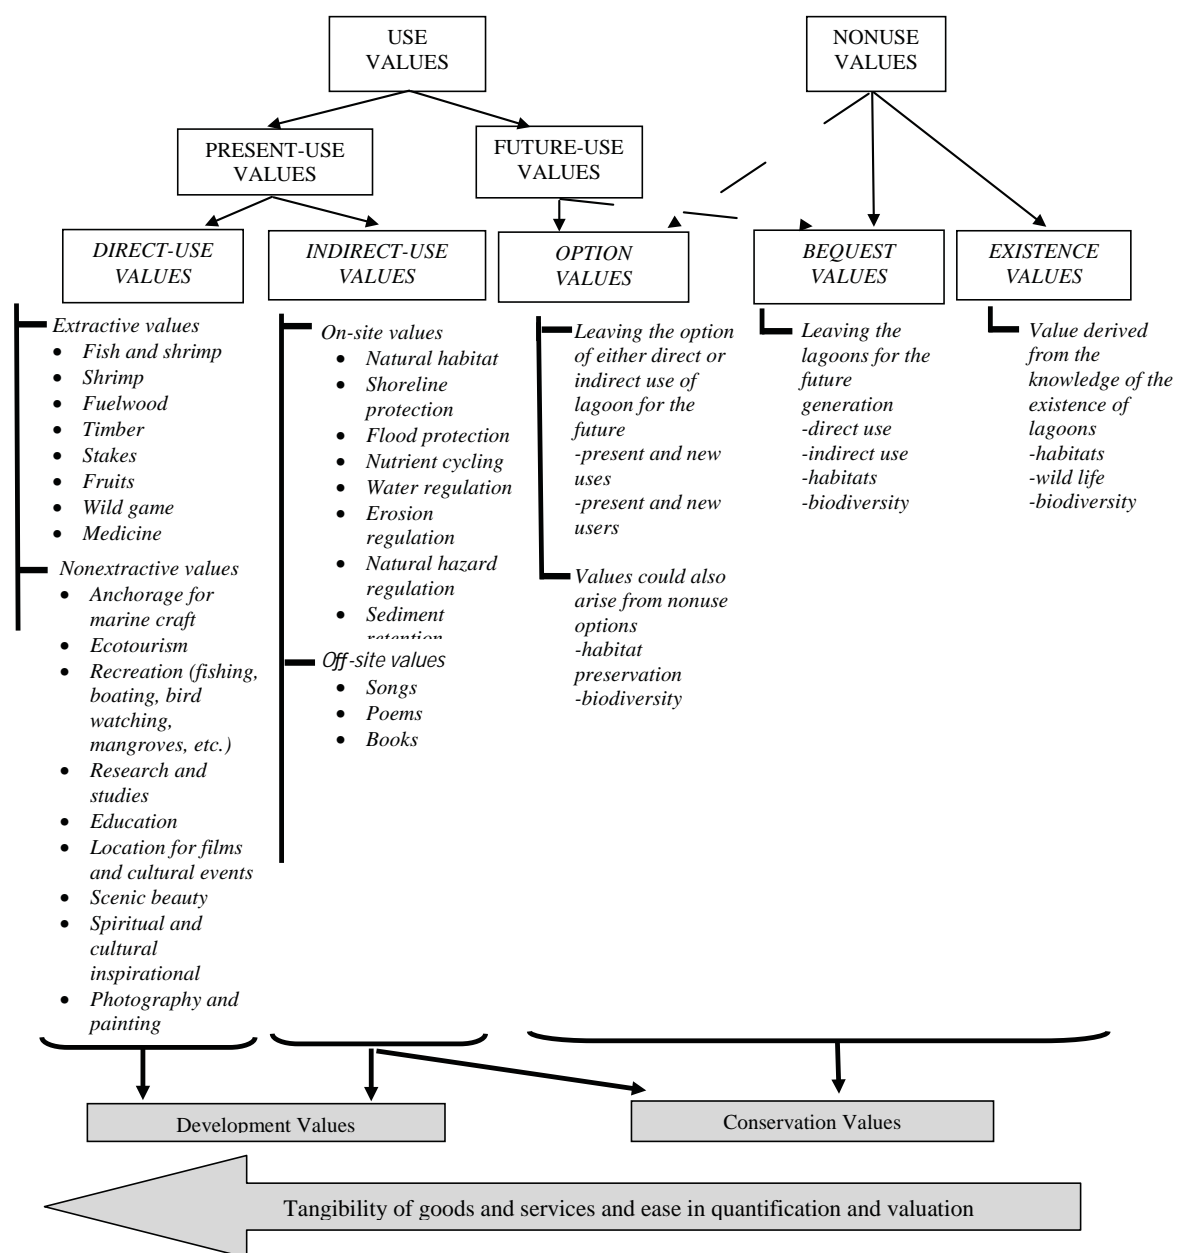 USE
VALUES
NONUSE
VALUES
PRESENT-USE
VALUES
FUTURE-USE
VALUES
DIRECT-USE
VALUES
INDIRECT-USE
VALUES
OPTION
VALUES
BEQUEST
VALUES
EXISTENCE
VALUES
Extractive values
• Fish and shrimp
• Shrimp
• Fuelwood
• Timber
• Stakes
• Fruits
• Wild game
• Medicine
Nonextractive values
• Anchorage for
marine craft
• Ecotourism
• Recreation (fishing,
boating, bird
watching,
mangroves, etc.)
• Research and
studies
• Education
• Location for films
and cultural events
• Scenic beauty
• Spiritual and
cultural
inspirational
• Photography and
painting
On-site values
• Natural habitat
• Shoreline
protection
• Flood protection
• Nutrient cycling
• Water regulation
• Erosion
regulation
• Natural hazard
regulation
• Sediment
retention
Off-site values
• Songs
• Poems
• Books
Leaving the option
of either direct or
indirect use of
lagoon for the
future
-present and new
uses
-present and new
users
Values could also
arise from nonuse
options
-habitat
preservation
-biodiversity
Leaving the
lagoons for the
future
generation
-direct use
-indirect use
-habitats
-biodiversity
Value derived
from the
knowledge of the
existence of
lagoons
-habitats
-wild life
-biodiversity
Development Values
Conservation Values
Tangibility of goods and services and ease in quantification and valuation